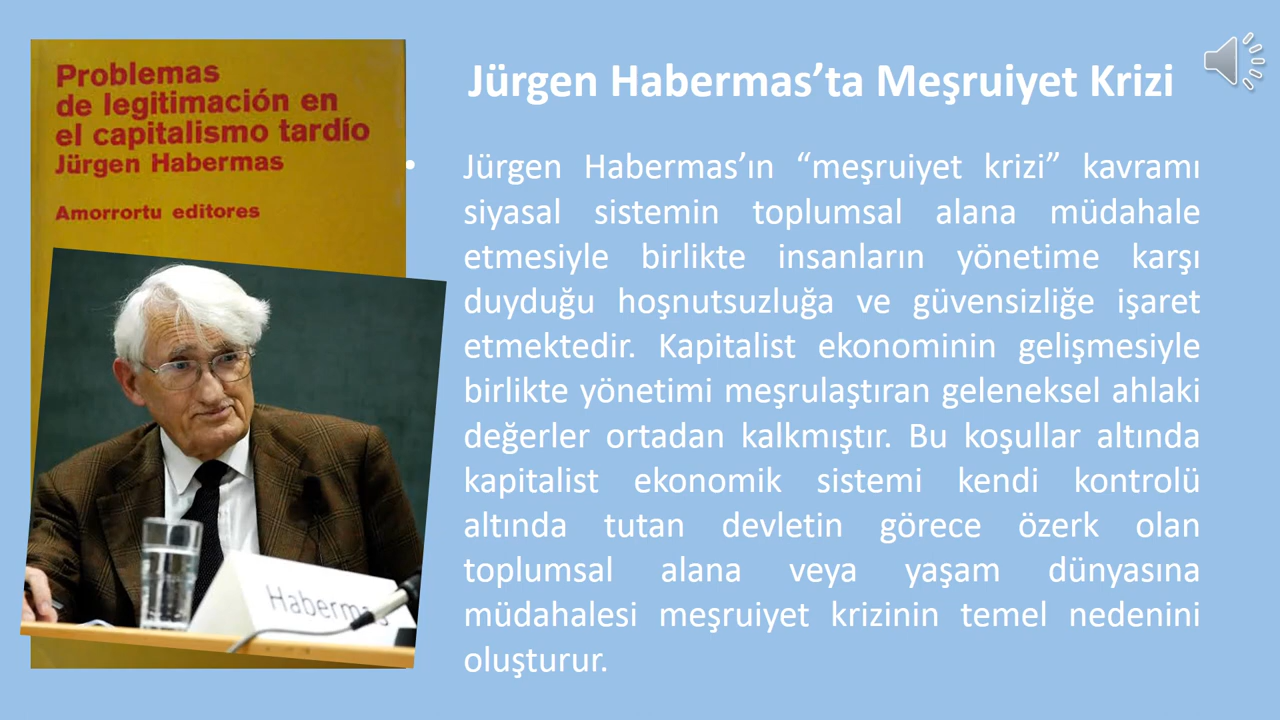 Problemas
de legitimación en
el capitalismo tardío
Jürgen Habermas
Amorrortu editores
Haberma
Jürgen Habermas’ta Meşruiyet Krizi
• Jürgen Habermas’ın “meşruiyet krizi” kavramı
siyasal sistemin toplumsal alana müdahale
etmesiyle birlikte insanların yönetime karşı
duyduğu hoşnutsuzluğa ve güvensizliğe işaret
etmektedir. Kapitalist ekonominin gelişmesiyle
birlikte yönetimi meşrulaştıran geleneksel ahlaki
değerler ortadan kalkmıştır. Bu koşullar altında
kapitalist ekonomik sistemi kendi kontrolü
altında tutan devletin görece özerk olan
toplumsal alana veya yaşam dünyasına
müdahalesi meşruiyet krizinin temel nedenini
oluşturur.